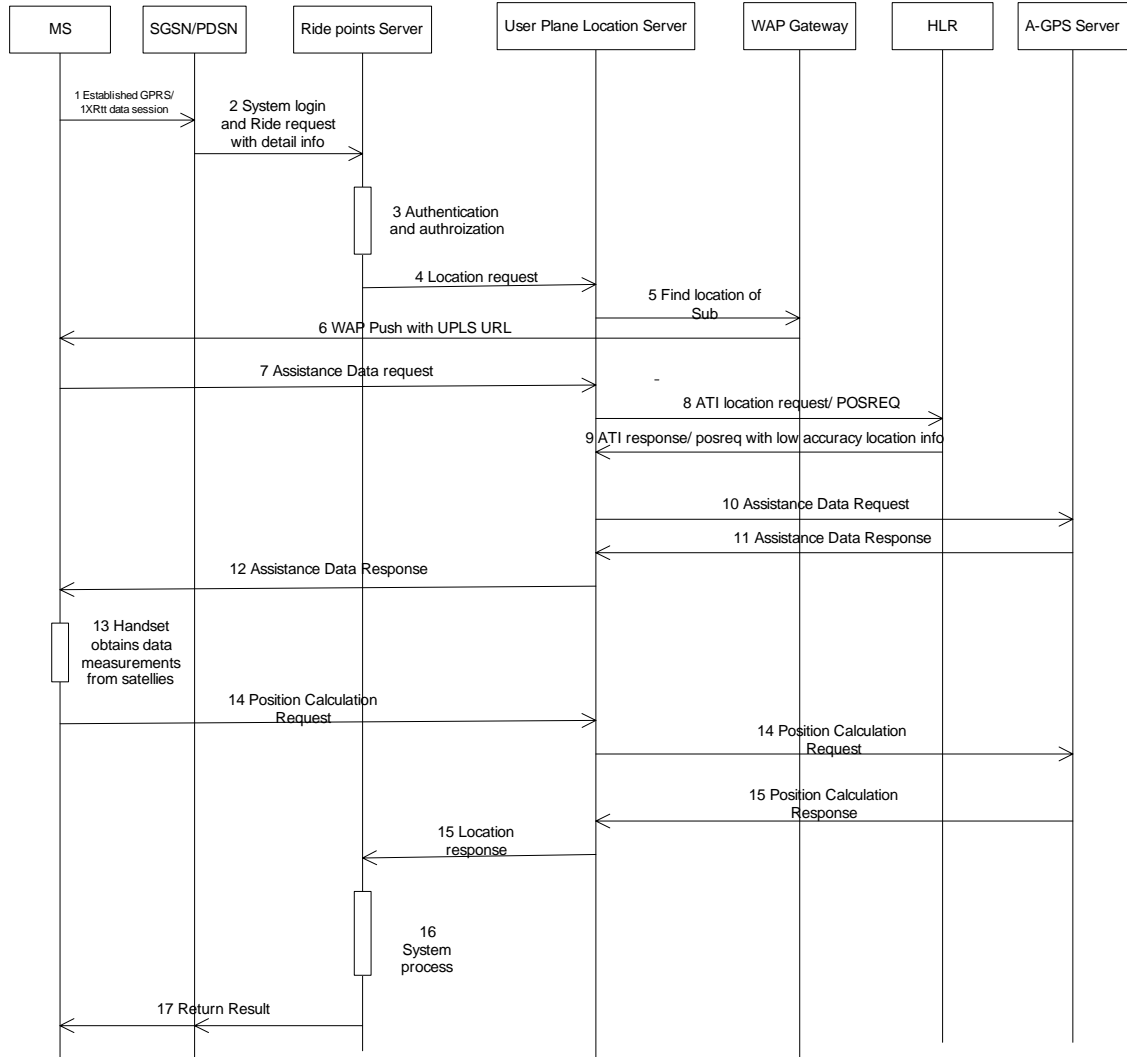 MS
SGSN/PDSN
Ride points Server
User Plane Location Server
WAP Gateway
HLR
A-GPS Server
1 Established GPRS/
1XRtt data session
2 System login
and Ride request
with detail info
3 Authentication
and authroization
4 Location request
5 Find location of
Sub
6 WAP Push with UPLS URL
7 Assistance Data request
8 ATI location request/ POSREQ
9 ATI response/ posreq with low accuracy location info
10 Assistance Data Request
11 Assistance Data Response
12 Assistance Data Response
13 Handset
obtains data
measurements
from satellies
14 Position Calculation
Request
14 Position Calculation
Request
15 Position Calculation
Response
15 Location
response
16
System
process
17 Return Result